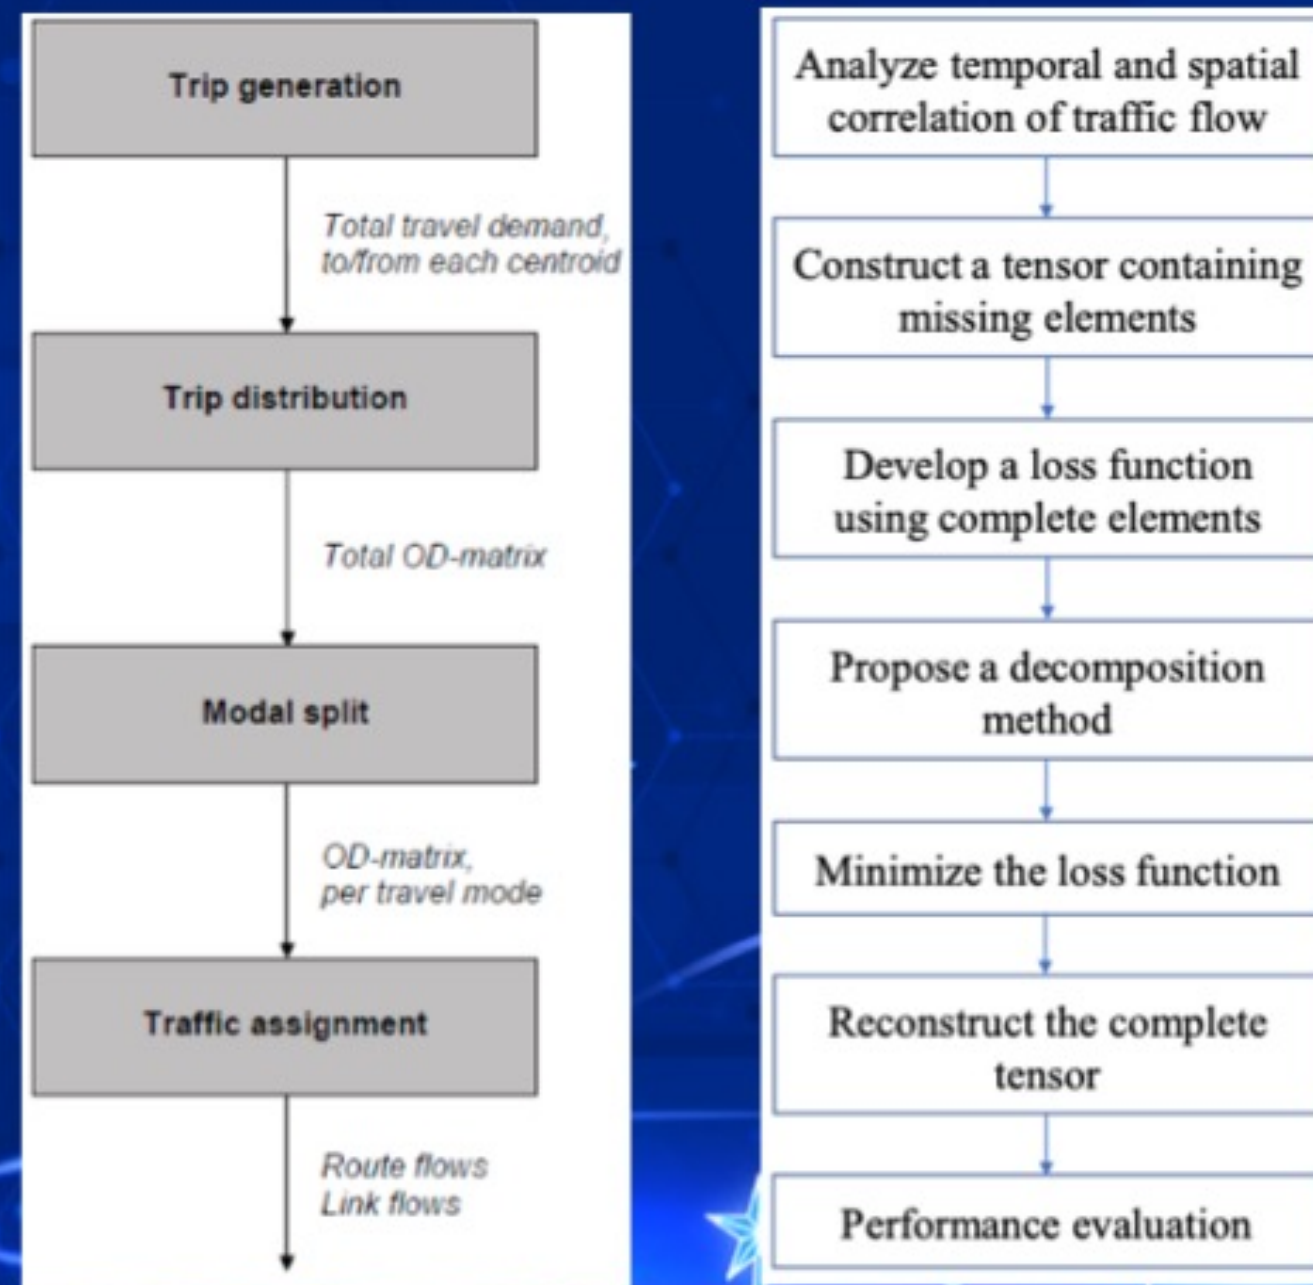 Trip generation
Total travel demand,
to/from each centroid
Trip distribution
Total OD-matrix
Modal split
OD-matrix,
per travel mode
Traffic assignment
Route flows
Link flows
Analyze temporal and spatial
correlation of traffic flow
Construct a tensor containing
missing elements
Develop a loss function
using complete elements
Propose a decomposition
method
Minimize the loss function
Reconstruct the complete
tensor
Performance evaluation